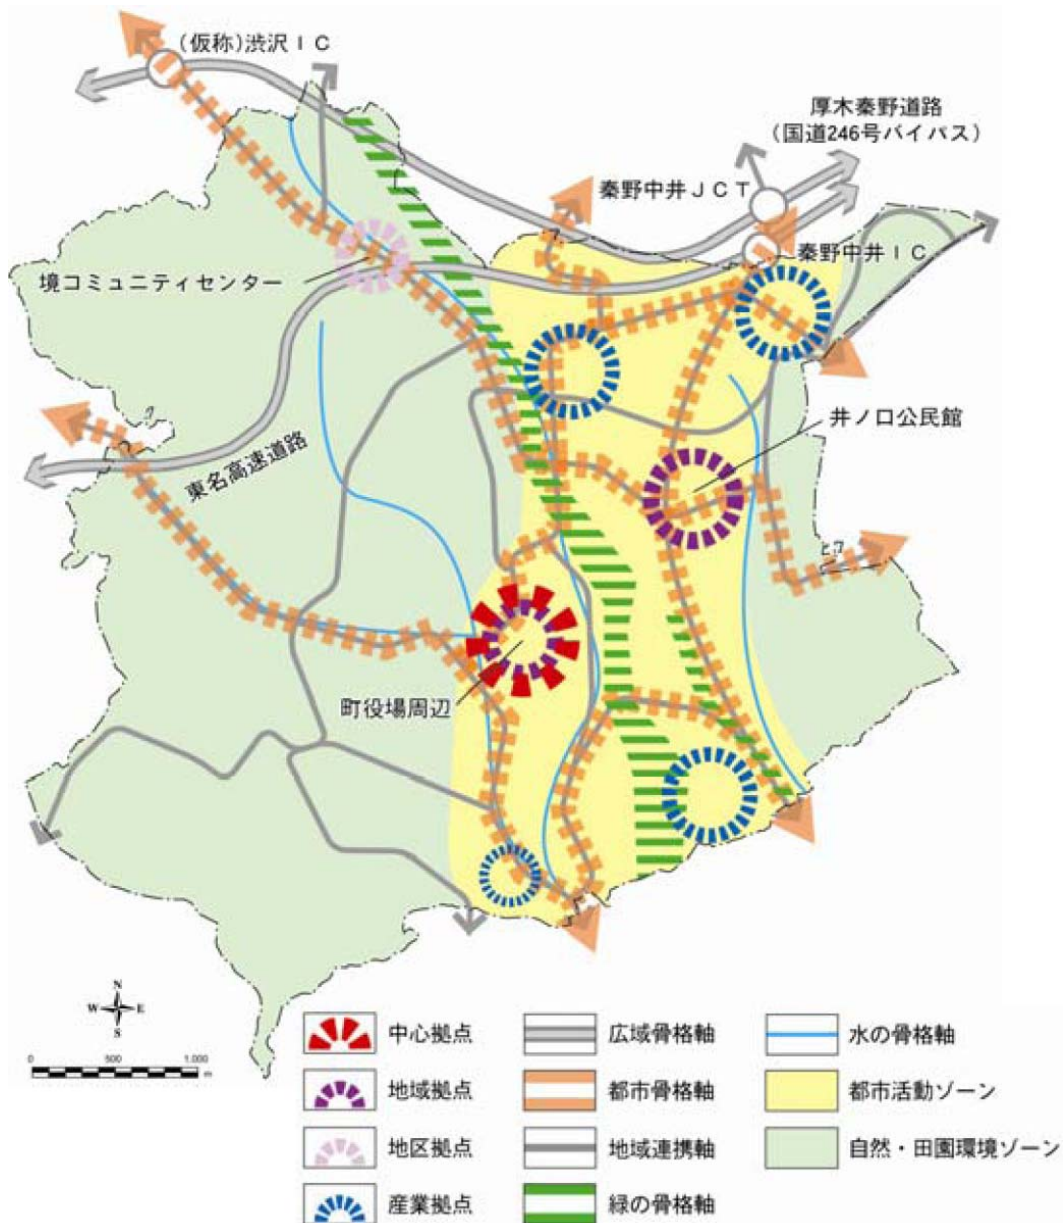 (仮称)渋沢IC
厚木秦野道路
(国道246号バイパス)
秦野中井JCT
秦野中井IC
境コミュニティセンター
井ノ口公民館
東名高速道路
町役場周辺
N
W E
S
0 500 1,000
m
中心拠点
地域拠点
地区拠点
産業拠点
広域骨格軸
都市骨格軸
地域連携軸
緑の骨格軸
水の骨格軸
都市活動ゾーン
自然・田園環境ゾーン